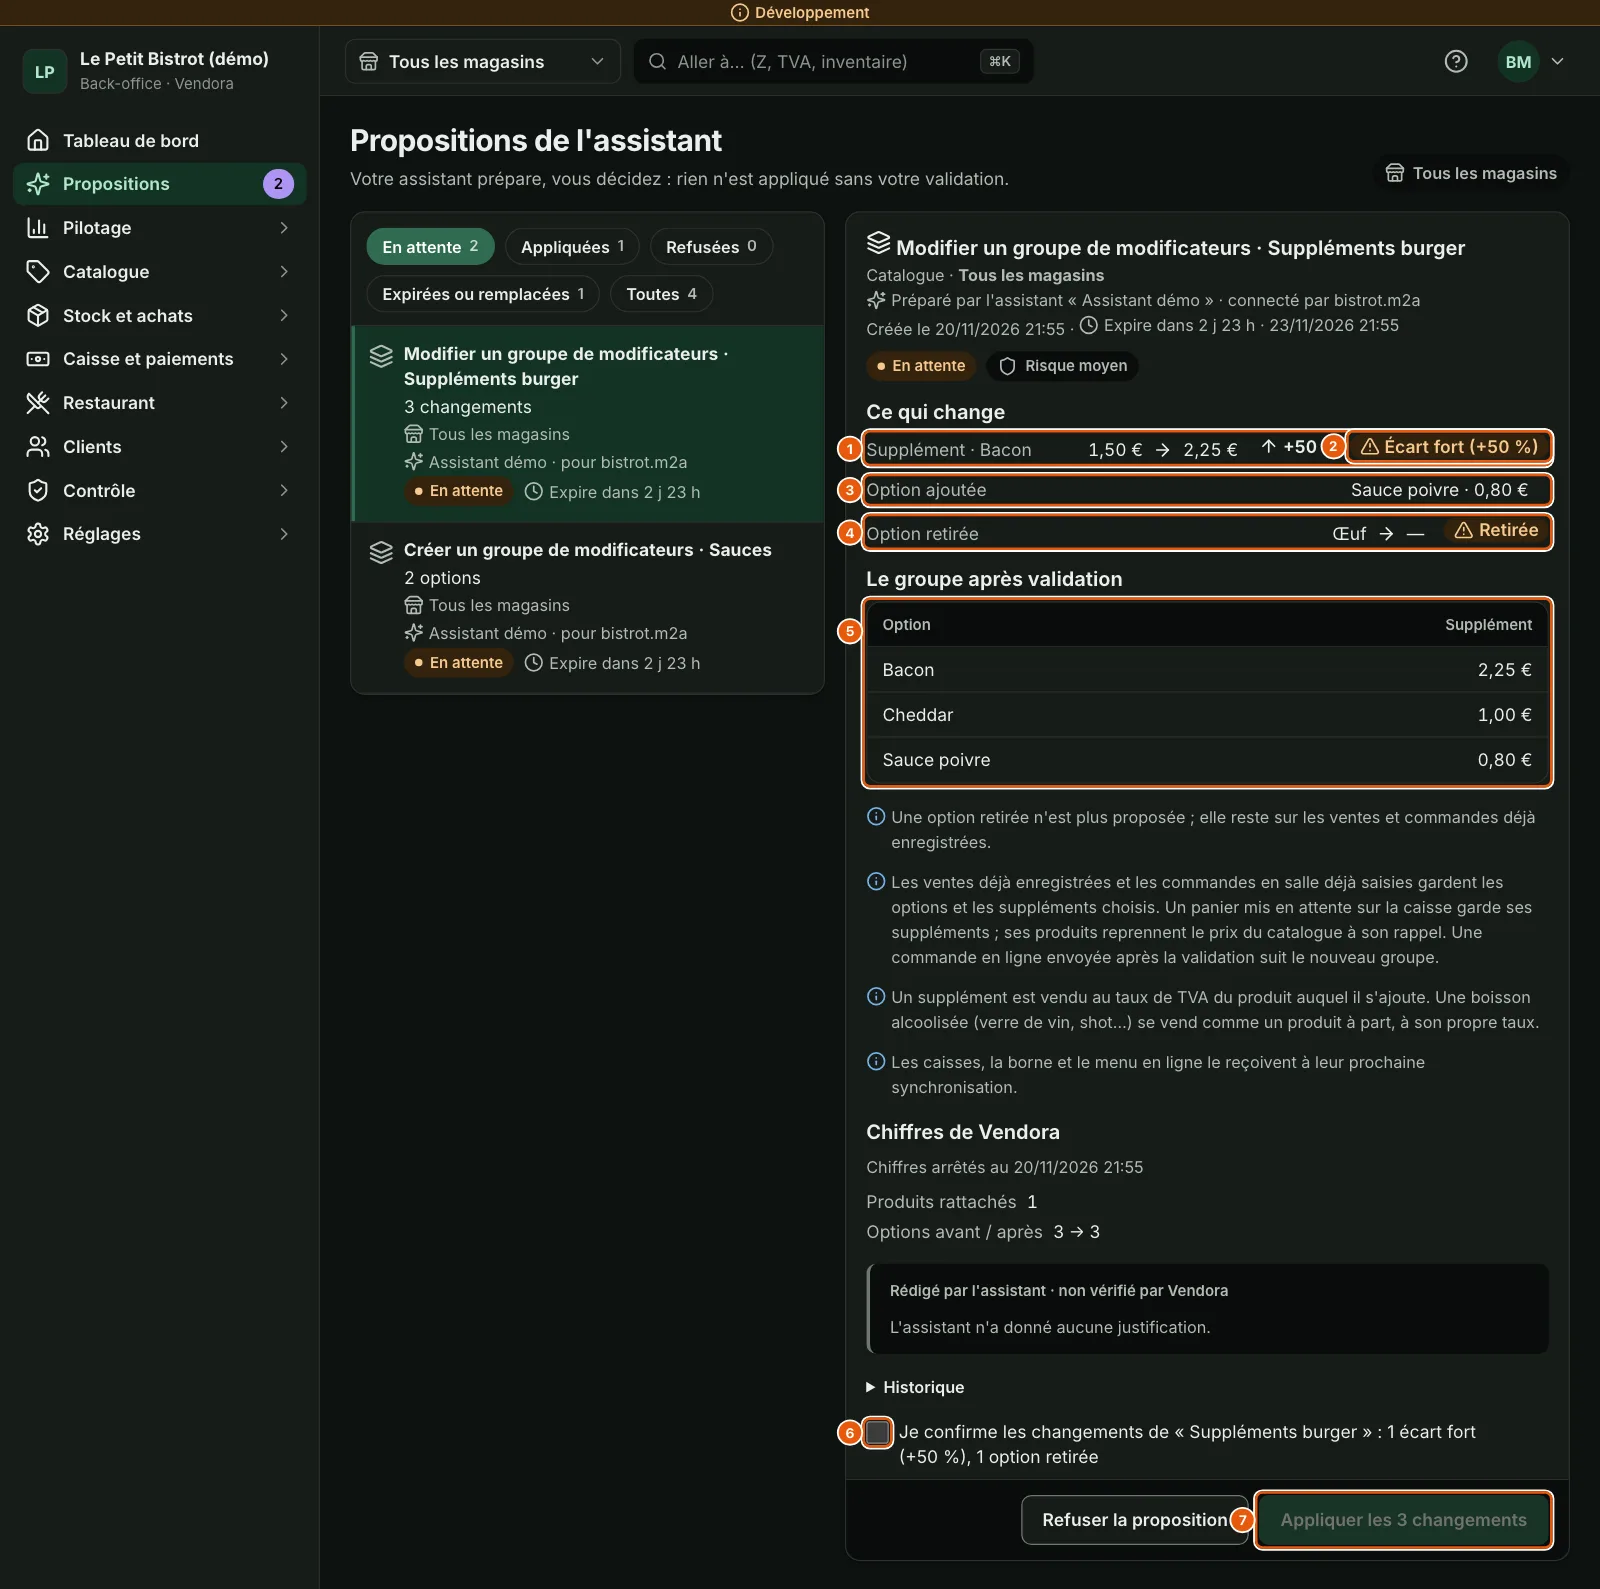 Développement
LP
Le Petit Bistrot (démo)
Back-office · Vendora
Tous les magasins
Aller à... (Z, TVA, inventaire)
⌘K
BM
Tableau de bord
Propositions
2
Pilotage
Catalogue
Stock et achats
Caisse et paiements
Restaurant
Clients
Contrôle
Réglages
Propositions de l'assistant
Votre assistant prépare, vous décidez : rien n'est appliqué sans votre validation.
Tous les magasins
En attente 2
Appliquées 1
Refusées 0
Expirées ou remplacées 1
Toutes 4
Modifier un groupe de modificateurs ·
Suppléments burger
3 changements
Tous les magasins
Assistant démo · pour bistrot.m2a
En attente
Expire dans 2 j 23 h
Créer un groupe de modificateurs · Sauces
2 options
Tous les magasins
Assistant démo · pour bistrot.m2a
En attente
Expire dans 2 j 23 h
Modifier un groupe de modificateurs · Suppléments burger
Catalogue · Tous les magasins
Préparé par l'assistant « Assistant démo » · connecté par bistrot.m2a
Créée le 20/11/2026 21:55 · Expire dans 2 j 23 h · 23/11/2026 21:55
En attente
Risque moyen
Ce qui change
1
Supplément · Bacon 1,50 € → 2,25 € ↑ +50
2
Écart fort (+50 %)
3
Option ajoutée Sauce poivre · 0,80 €
4
Option retirée Œuf → — Retirée
Le groupe après validation
5
Option Supplément
Bacon 2,25 €
Cheddar 1,00 €
Sauce poivre 0,80 €
Une option retirée n'est plus proposée ; elle reste sur les ventes et commandes déjà
enregistrées.
Les ventes déjà enregistrées et les commandes en salle déjà saisies gardent les
options et les suppléments choisis. Un panier mis en attente sur la caisse garde ses
suppléments ; ses produits reprennent le prix du catalogue à son rappel. Une
commande en ligne envoyée après la validation suit le nouveau groupe.
Un supplément est vendu au taux de TVA du produit auquel il s'ajoute. Une boisson
alcoolisée (verre de vin, shot...) se vend comme un produit à part, à son propre taux.
Les caisses, la borne et le menu en ligne le reçoivent à leur prochaine
synchronisation.
Chiffres de Vendora
Chiffres arrêtés au 20/11/2026 21:55
Produits rattachés 1
Options avant / après 3 → 3
Rédigé par l'assistant · non vérifié par Vendora
L'assistant n'a donné aucune justification.
Historique
6
Je confirme les changements de « Suppléments burger » : 1 écart fort
(+50 %), 1 option retirée
Refuser la proposition
7
Appliquer les 3 changements